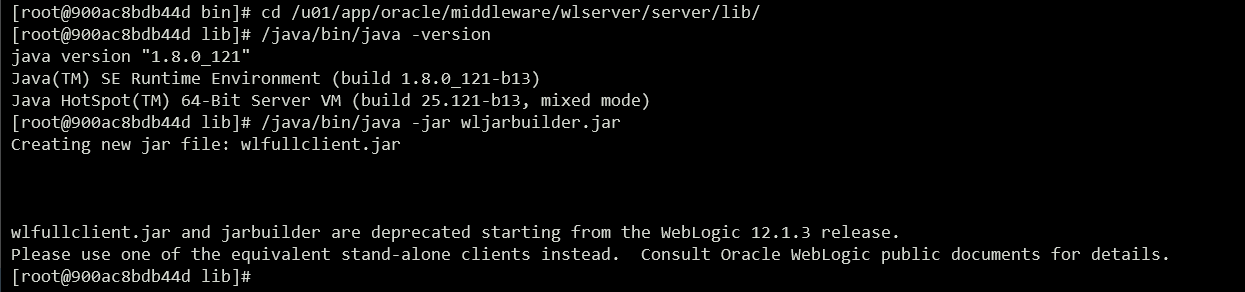 [root@900ac8bdb44d bin]# cd /u01/app/oracle/middleware/wlserver/server/lib/
[root@900ac8bdb44d lib]# /java/bin/java -version
java version "1.8.0_121"
Java(TM) SE Runtime Environment (build 1.8.0_121-b13)
Java HotSpot(TM) 64-Bit Server VM (build 25.121-b13, mixed mode)
[root@900ac8bdb44d lib]# /java/bin/java -jar wljarbuilder.jar
Creating new jar file: wlfullclient.jar
wlfullclient.jar and jarbuilder are deprecated starting from the WebLogic 12.1.3 release.
Please use one of the equivalent stand-alone clients instead.  Consult Oracle WebLogic public documents for details.
[root@900ac8bdb44d lib]#